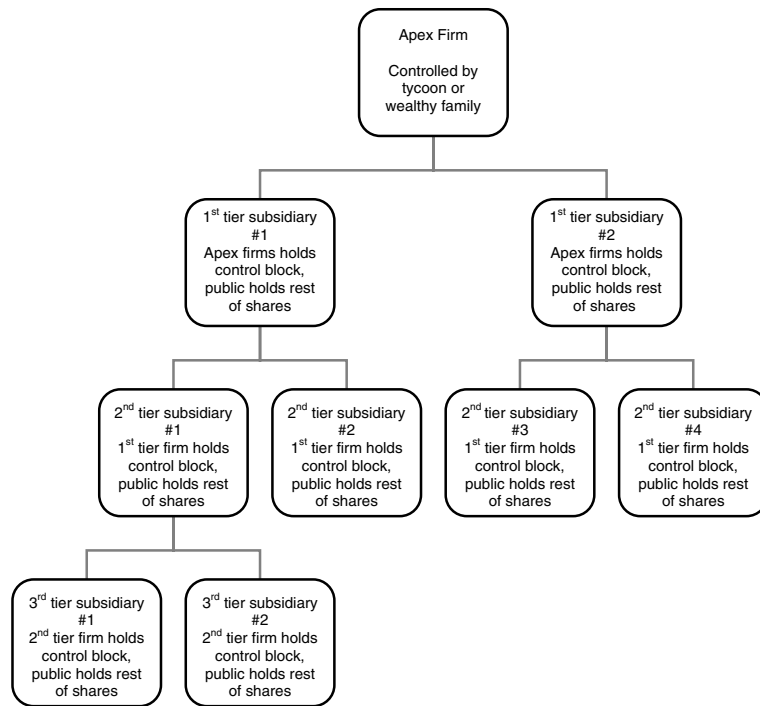 Apex Firm
Controlled by
tycoon or
wealthy family
1st tier subsidiary
#1
Apex firms holds
control block,
public holds rest
of shares
1st tier subsidiary
#2
Apex firms holds
control block,
public holds rest
of shares
2nd tier subsidiary
#1
1st tier firm holds
control block,
public holds rest
of shares
2nd tier subsidiary
#2
1st tier firm holds
control block,
public holds rest
of shares
2nd tier subsidiary
#3
1st tier firm holds
control block,
public holds rest
of shares
2nd tier subsidiary
#4
1st tier firm holds
control block,
public holds rest
of shares
3rd tier subsidiary
#1
2nd tier firm holds
control block,
public holds rest
of shares
3rd tier subsidiary
#2
2nd tier firm holds
control block,
public holds rest
of shares